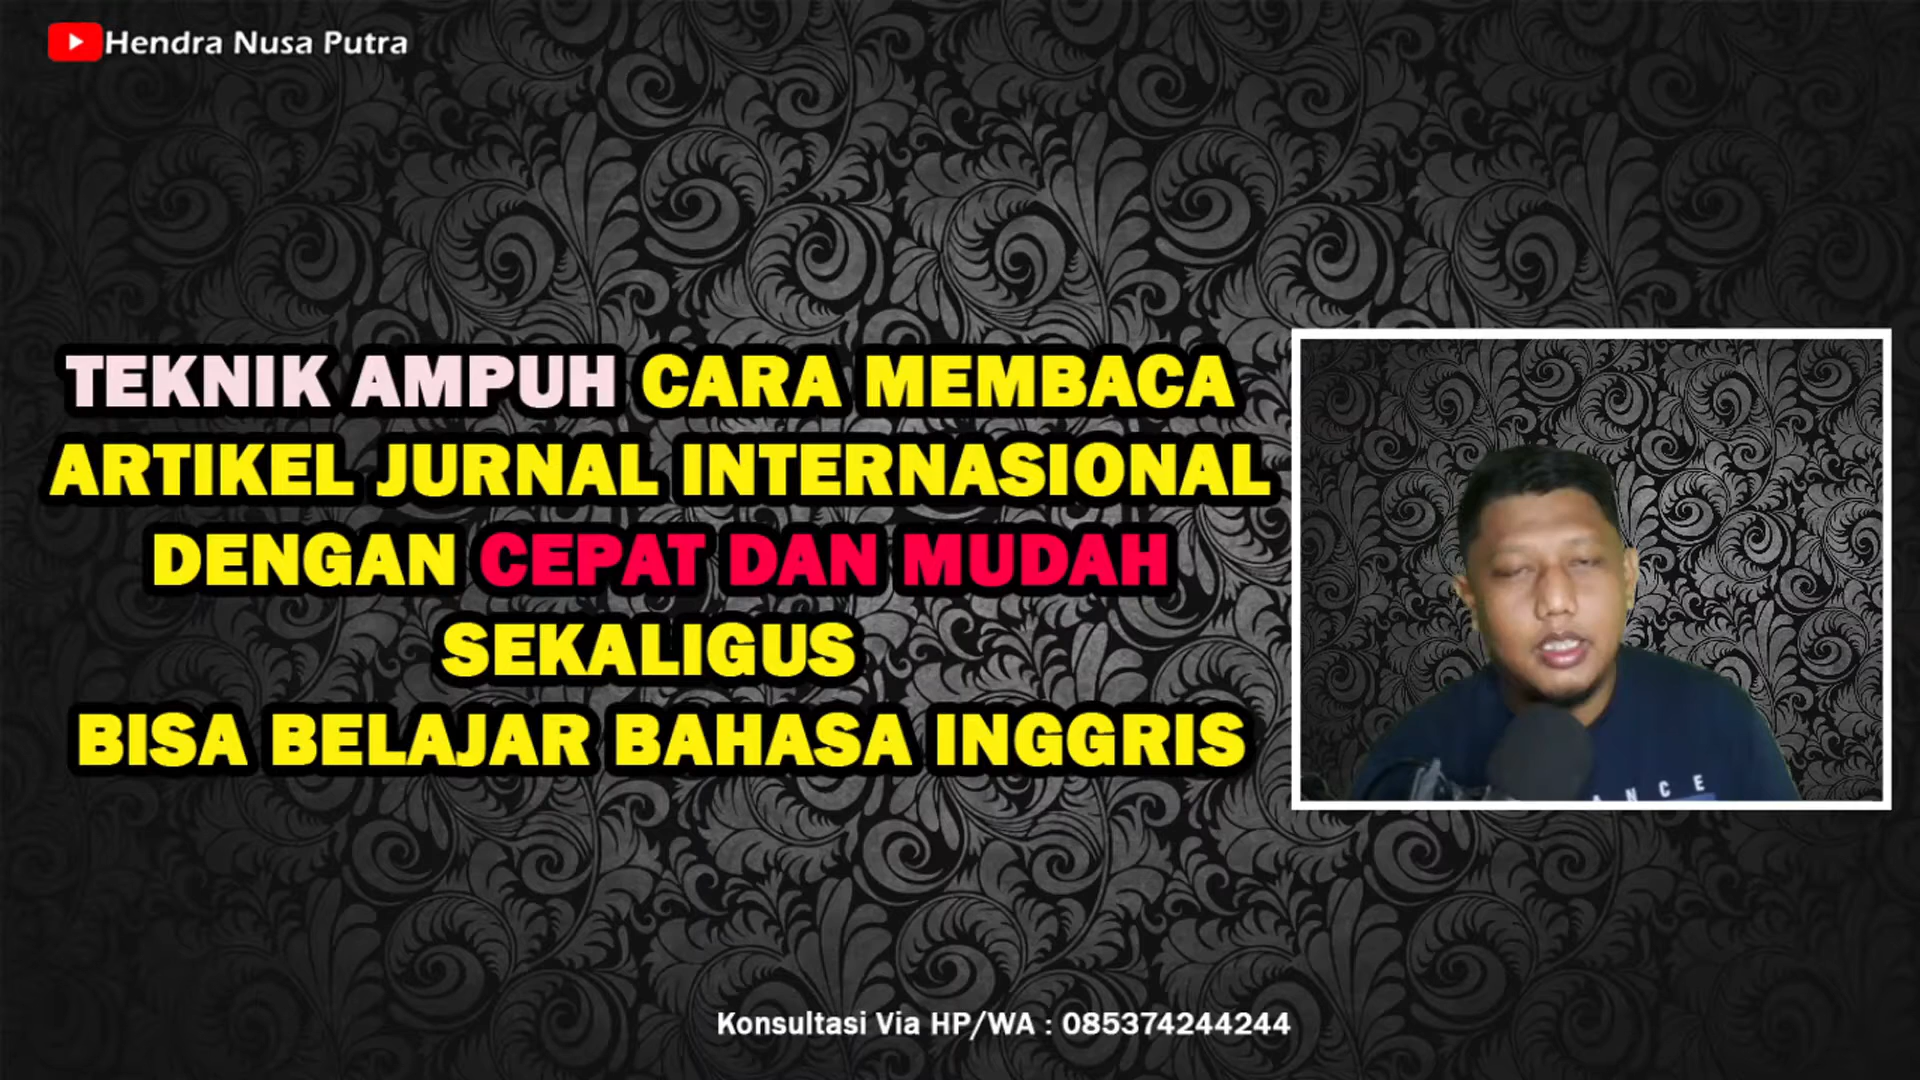 Hendra Nusa Putra
TEKNIK AMPUH CARA MEMBACA
ARTIKEL JURNAL INTERNASIONAL
DENGAN CEPAT DAN MUDAH
SEKALIGUS
BISA BELAJAR BAHASA INGGRIS
Konsultasi Via HP/WA : 085374244244